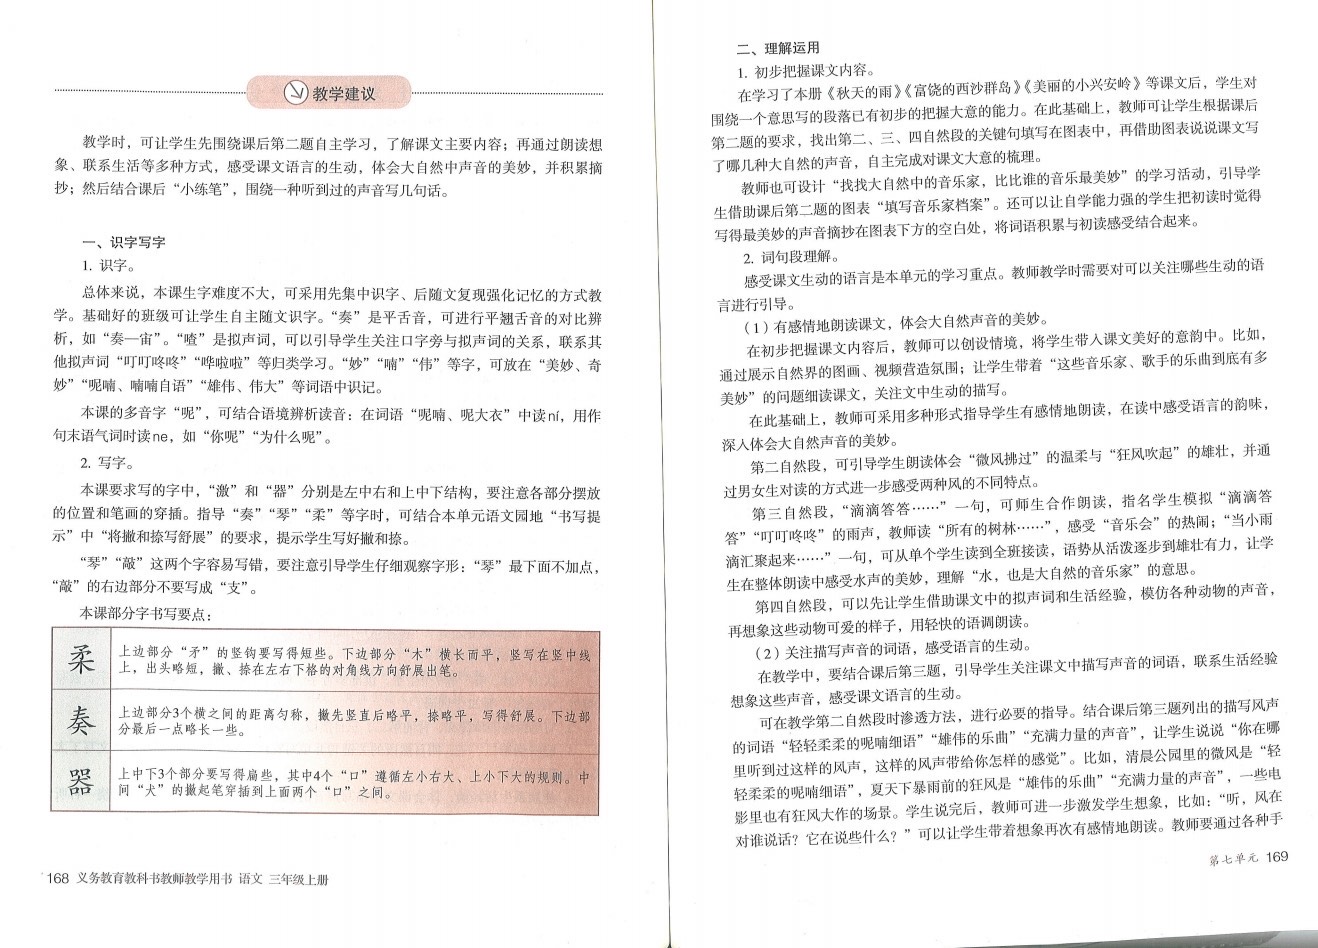 教学建议
教学时，可让学生先围绕课后第二题自主学习，了解课文主要内容；再通过朗读想
象、联系生活等多种方式，感受课文语言的生动，体会大自然中声音的美妙，并积累摘
抄；然后结合课后“小练笔”，围绕一种听到过的声音写几句话。
一、识字写字
1. 识字。
总体来说，本课生字难度不大，可采用先集中识字、后随文复现强化记忆的方式教
学。基础好的班级可让学生自主随文识字。“奏”是平舌音，可进行平翘舌音的对比辨
析，如“奏—宙”。“喳”是拟声词，可以引导学生关注口字旁与拟声词的关系，联系其
他拟声词“叮叮咚咚”“哗啦啦”等归类学习。“妙”“喃”“伟”等字，可放在“美妙、奇
妙”“呢喃、喃喃自语”“雄伟、伟大”等词语中识记。
本课的多音字“呢”，可结合语境辨析读音：在词语“呢喃、呢大衣”中读ní，用作
句末语气词时读ne，如“你呢”“为什么呢”。
2. 写字。
本课要求写的字中，“激”和“器”分别是左中右和上中下结构，要注意各部分摆放
的位置和笔画的穿插。指导“奏”“琴”“柔”等字时，可结合本单元语文园地“书写提
示”中“将撇和捺写舒展”的要求，提示学生写好撇和捺。
“琴”“敲”这两个字容易写错，要注意引导学生仔细观察字形：“琴”最下面不加点，
“敲”的右边部分不要写成“支”。
本课部分字书写要点：
柔 上边部分“矛”的竖钩要写得短些。下边部分“木”横长而平，竖写在竖中线
上，出头略短，撇、捺在左右下格的对角线方向舒展出笔。
奏 上边部分3个横之间的距离匀称，撇先竖直后略平，捺略平，写得舒展。下边部
分最后一点略长一些。
器 上中下3个部分要写得扁些，其中4个“口”遵循左小右大、上小下大的规则。中
间“犬”的撇起笔穿插到上面两个“口”之间。
168 义务教育教科书教师教学用书 语文 三年级上册
二、理解运用
1. 初步把握课文内容。
在学习了本册《秋天的雨》《富饶的西沙群岛》《美丽的小兴安岭》等课文后，学生对
围绕一个意思写的段落已有初步的把握大意的能力。在此基础上，教师可让学生根据课后
第二题的要求，找出第二、三、四自然段的关键句填写在图表中，再借助图表说说课文写
了哪几种大自然的声音，自主完成对课文大意的梳理。
教师也可设计“找找大自然中的音乐家，比比谁的音乐最美妙”的学习活动，引导学
生借助课后第二题的图表“填写音乐家档案”。还可以让自学能力强的学生把初读时觉得
写得最美妙的声音摘抄在图表下方的空白处，将词语积累与初读感受结合起来。
2. 词句段理解。
感受课文生动的语言是本单元的学习重点。教师教学时需要对可以关注哪些生动的语
言进行引导。
（1）有感情地朗读课文，体会大自然声音的美妙。
在初步把握课文内容后，教师可以创设情境，将学生带入课文美好的意韵中。比如，
通过展示自然界的图画、视频营造氛围；让学生带着“这些音乐家、歌手的乐曲到底有多
美妙”的问题细读课文，关注文中生动的描写。
在此基础上，教师可采用多种形式指导学生有感情地朗读，在读中感受语言的韵味，
深入体会大自然声音的美妙。
第二自然段，可引导学生朗读体会“微风拂过”的温柔与“狂风吹起”的雄壮，并通
过男女生对读的方式进一步感受两种风的不同特点。
第三自然段，“滴滴答答……”一句，可师生合作朗读，指名学生模拟“滴滴答
答”“叮叮咚咚”的雨声，教师读“所有的树林……”，感受“音乐会”的热闹；“当小雨
滴汇聚起来……”一句，可从单个学生读到全班接读，语势从活泼逐步到雄壮有力，让学
生在整体朗读中感受水声的美妙，理解“水，也是大自然的音乐家”的意思。
第四自然段，可以先让学生借助课文中的拟声词和生活经验，模仿各种动物的声音，
再想象这些动物可爱的样子，用轻快的语调朗读。
（2）关注描写声音的词语，感受语言的生动。
在教学中，要结合课后第三题，引导学生关注课文中描写声音的词语，联系生活经验
想象这些声音，感受课文语言的生动。
可在教学第二自然段时渗透方法，进行必要的指导。结合课后第三题列出的描写风声
的词语“轻轻柔柔的呢喃细语”“雄伟的乐曲”“充满力量的声音”，让学生说说“你在哪
里听到过这样的风声，这样的风声带给你怎样的感觉”。比如，清晨公园里的微风是“轻
轻柔柔的呢喃细语”，夏天下暴雨前的狂风是“雄伟的乐曲”“充满力量的声音”，一些电
影里也有狂风大作的场景。学生说完后，教师可进一步激发学生想象，比如：“听，风在
对谁说话？它在说些什么？”可以让学生带着想象再次有感情地朗读。教师要通过各种手
第七单元 169